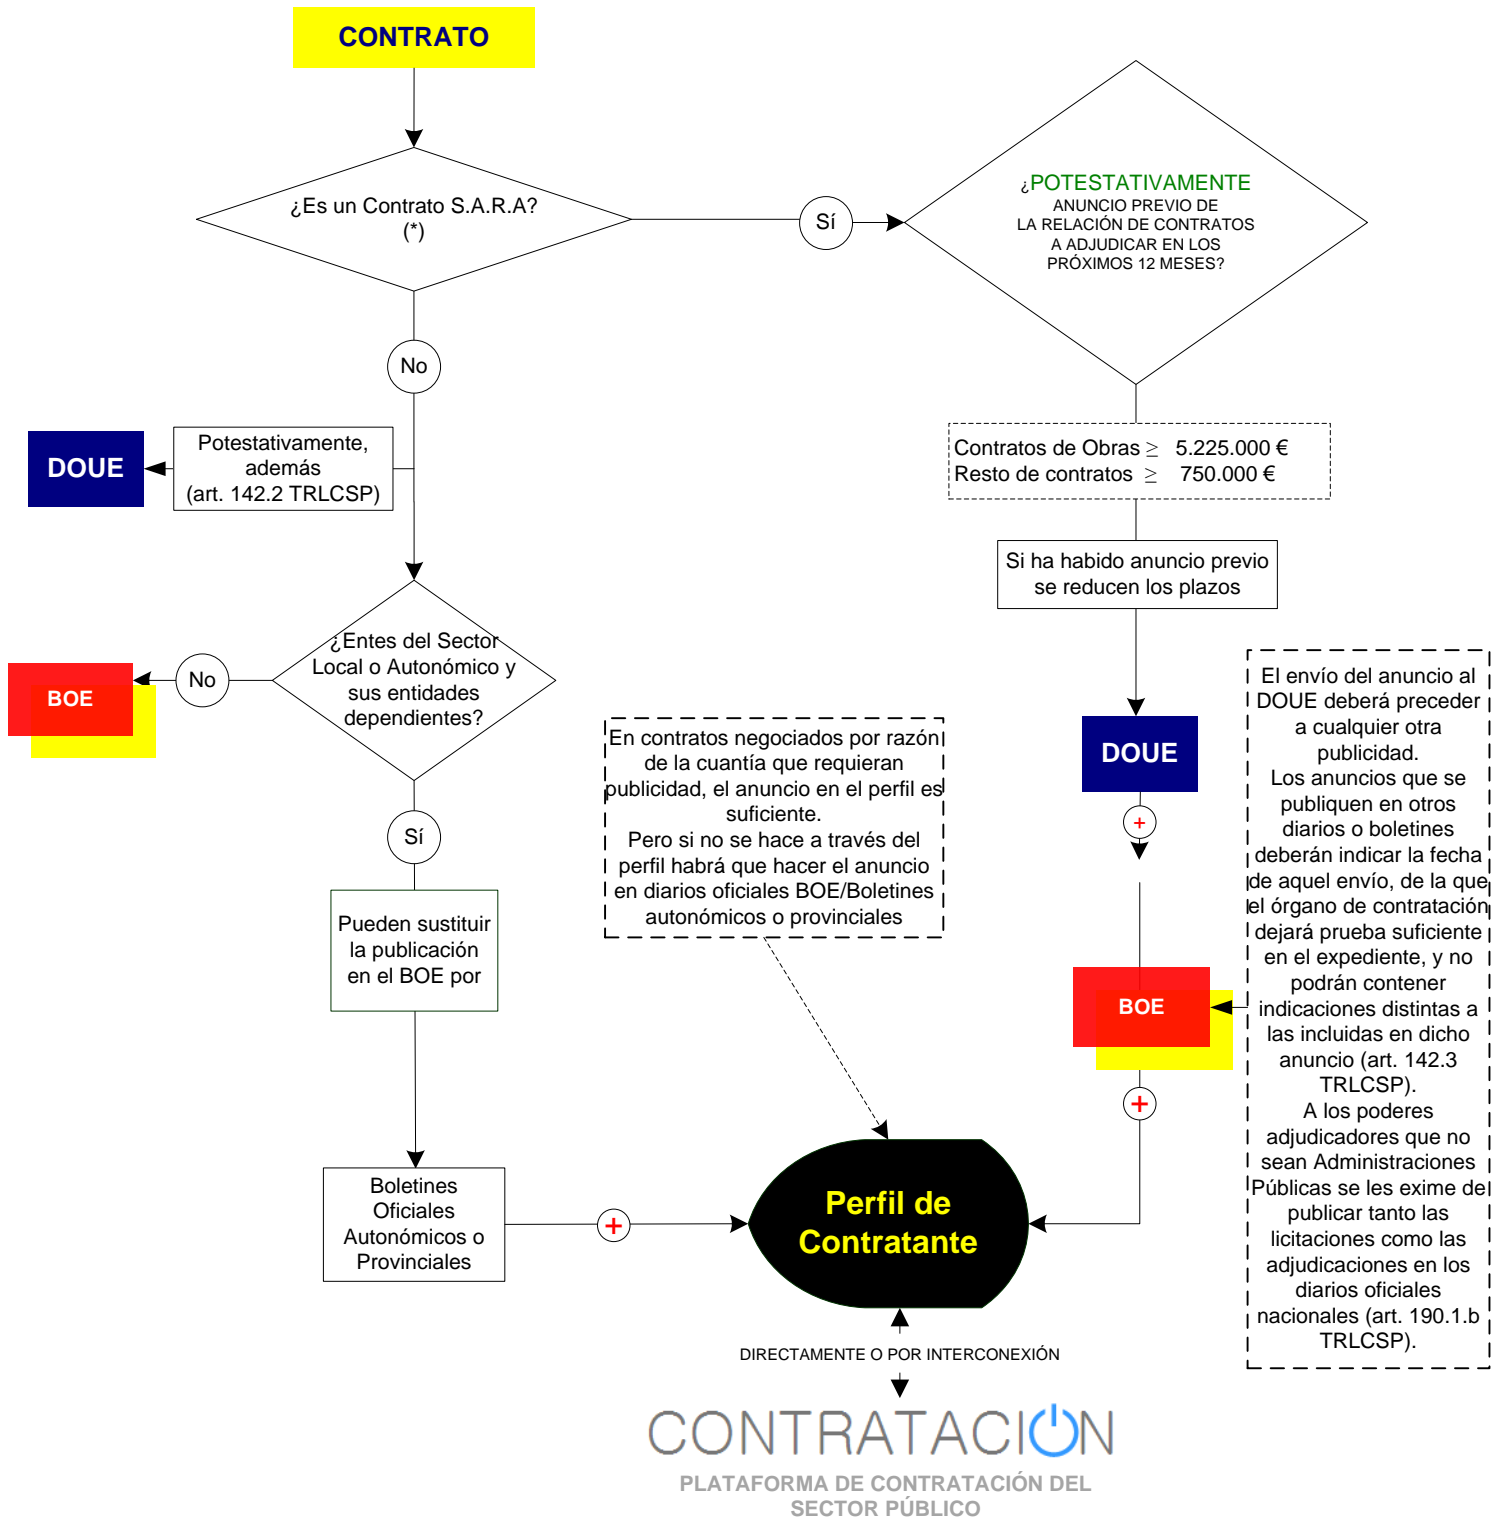 CONTRATO
¿Es un Contrato S.A.R.A?
(*)
Sí
¿POTESTATIVAMENTE
ANUNCIO PREVIO DE
LA RELACIÓN DE CONTRATOS
A ADJUDICAR EN LOS
PRÓXIMOS 12 MESES?
No
DOUE
Potestativamente,
además
(art. 142.2 TRLCSP)
Contratos de Obras ≥ 5.225.000 €
Resto de contratos ≥ 750.000 €
Si ha habido anuncio previo
se reducen los plazos
¿Entes del Sector
Local o Autonómico y
sus entidades
dependientes?
No
BOE
Sí
Pueden sustituir
la publicación
en el BOE por
Boletines
Oficiales
Autonómicos o
Provinciales
+
En contratos negociados por razón
de la cuantía que requieran
publicidad, el anuncio en el perfil es
suficiente.
Pero si no se hace a través del
perfil habrá que hacer el anuncio
en diarios oficiales BOE/Boletines
autonómicos o provinciales
DOUE
+
BOE
+
El envío del anuncio al
DOUE deberá preceder
a cualquier otra
publicidad.
Los anuncios que se
publiquen en otros
diarios o boletines
deberán indicar la fecha
de aquel envío, de la que
el órgano de contratación
dejará prueba suficiente
en el expediente, y no
podrán contener
indicaciones distintas a
las incluidas en dicho
anuncio (art. 142.3
TRLCSP).
A los poderes
adjudicadores que no
sean Administraciones
Públicas se les exime de
publicar tanto las
licitaciones como las
adjudicaciones en los
diarios oficiales
nacionales (art. 190.1.b
TRLCSP).
Perfil de
Contratante
DIRECTAMENTE O POR INTERCONEXIÓN
CONTRATACIÓN
PLATAFORMA DE CONTRATACIÓN DEL
SECTOR PÚBLICO